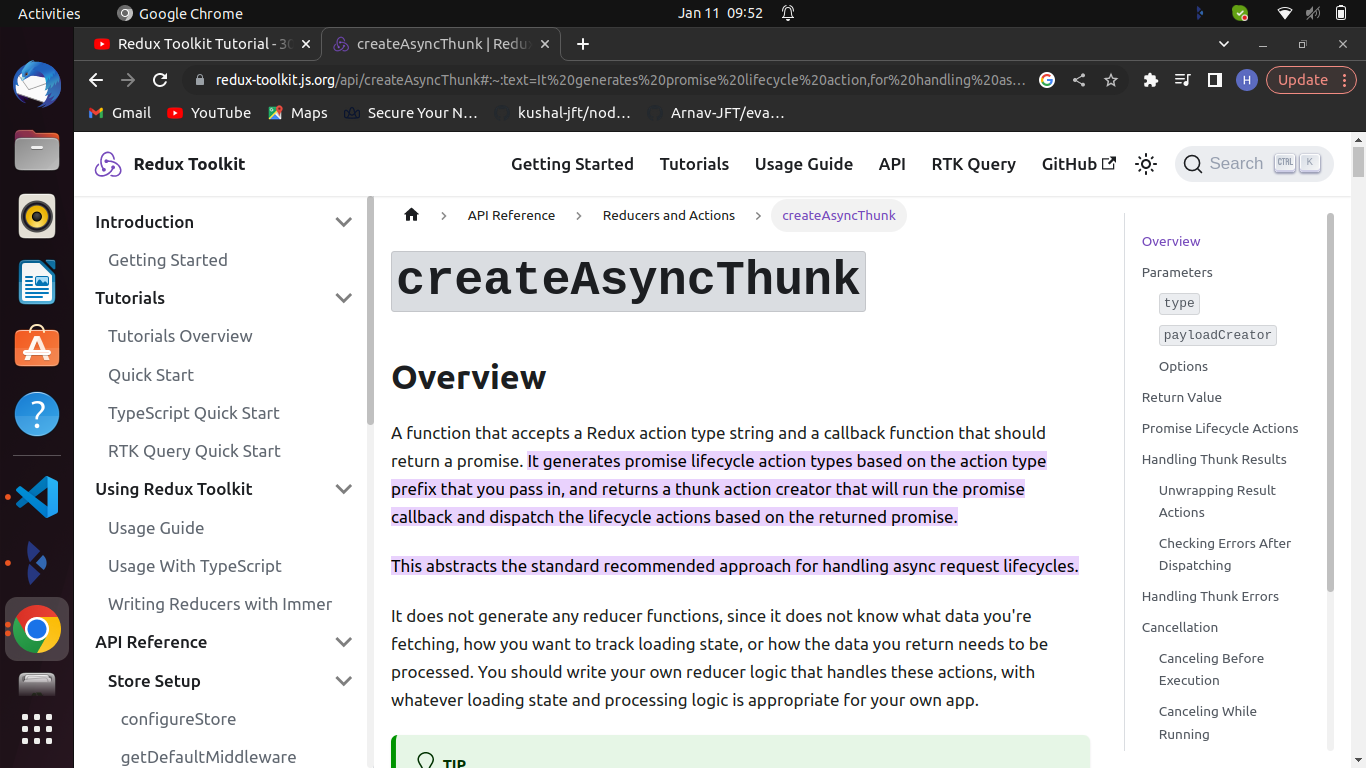 Activities
Google Chrome
Jan 11 09:52
Redux Toolkit Tutorial - 30
createAsyncThunk | Redu
redux-toolkit.js.org/api/createAsyncThunk#:~:text=It%20generates%20promise%20lifecycle%20action,for%20handling%20as…
H
Update
Gmail
YouTube
Maps
Secure Your N…
kushal-jft/nod…
Arnav-JFT/eva…
Redux Toolkit
Getting Started
Tutorials
Usage Guide
API
RTK Query
GitHub
Search
CTRL
K
Introduction
Getting Started
Tutorials
Tutorials Overview
Quick Start
TypeScript Quick Start
RTK Query Quick Start
Using Redux Toolkit
Usage Guide
Usage With TypeScript
Writing Reducers with Immer
API Reference
Store Setup
configureStore
getDefaultMiddleware
API Reference
Reducers and Actions
createAsyncThunk
createAsyncThunk
Overview
A function that accepts a Redux action type string and a callback function that should
return a promise. It generates promise lifecycle action types based on the action type
prefix that you pass in, and returns a thunk action creator that will run the promise
callback and dispatch the lifecycle actions based on the returned promise.
This abstracts the standard recommended approach for handling async request lifecycles.
It does not generate any reducer functions, since it does not know what data you're
fetching, how you want to track loading state, or how the data you return needs to be
processed. You should write your own reducer logic that handles these actions, with
whatever loading state and processing logic is appropriate for your own app.
TIP
Overview
Parameters
type
payloadCreator
Options
Return Value
Promise Lifecycle Actions
Handling Thunk Results
Unwrapping Result
Actions
Checking Errors After
Dispatching
Handling Thunk Errors
Cancellation
Canceling Before
Execution
Canceling While
Running